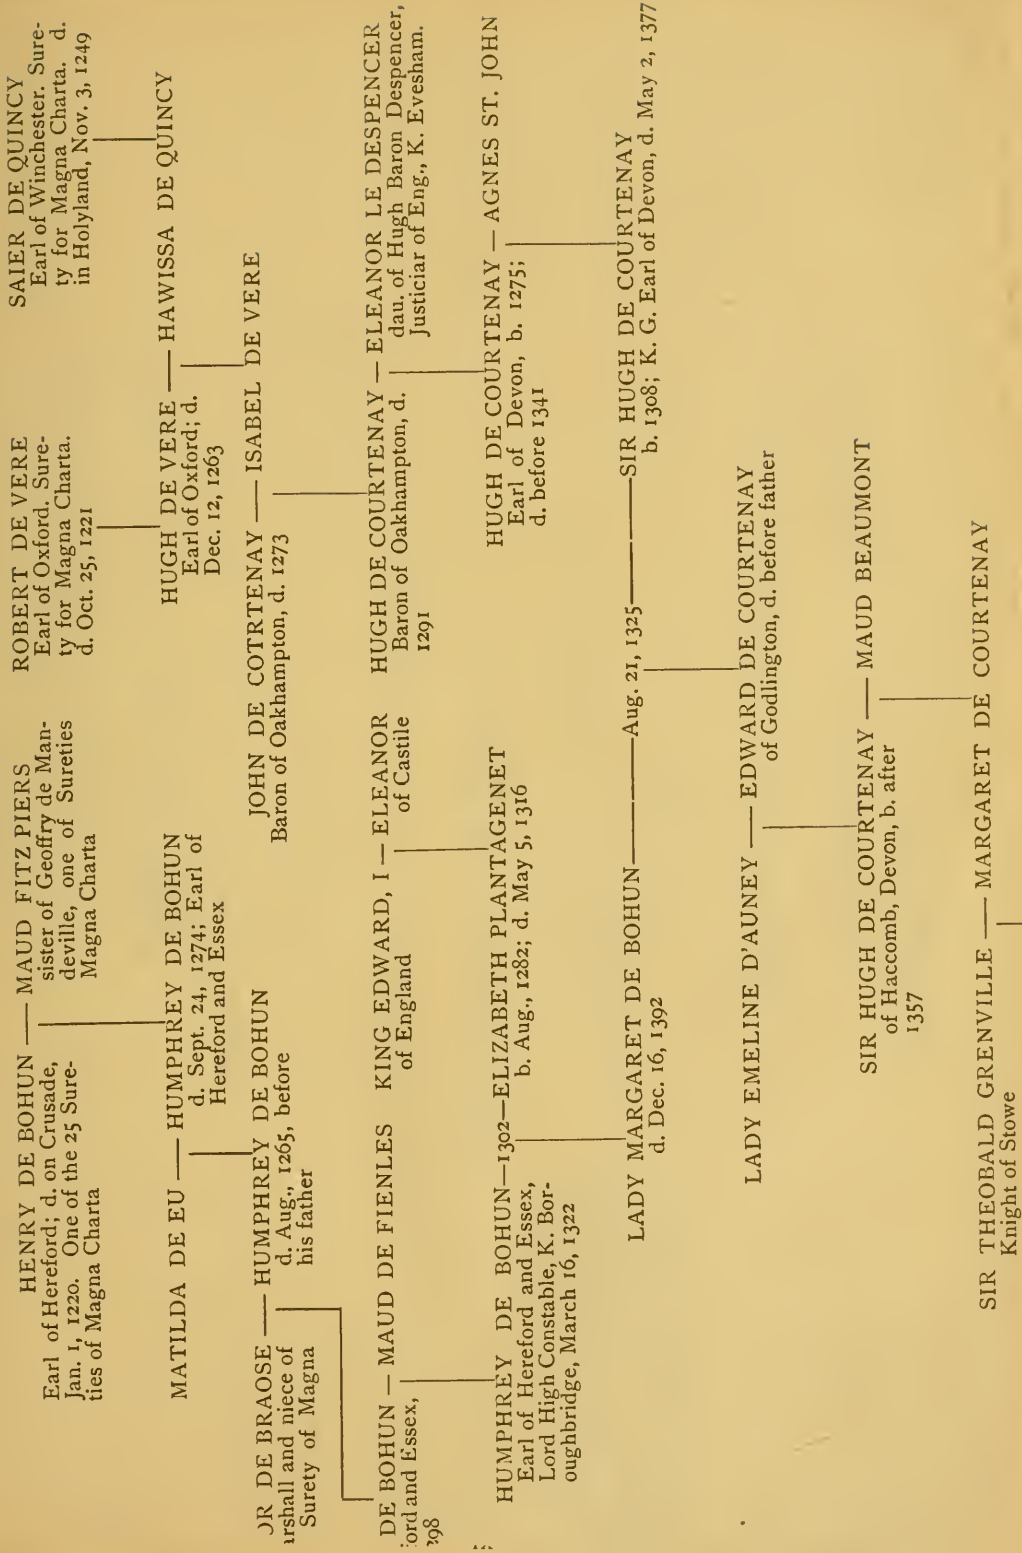 HENRY DE BOHUN — MAUD FITZ PIERS
Earl of Hereford; d. on Crusade,
Jan. 1, 1220. One of the 25 Sure-
ties of Magna Charta
sister of Geoffry de Man-
deville, one of Sureties
Magna Charta
ROBERT DE VERE
Earl of Oxford. Sure-
ty for Magna Charta.
d. Oct. 25, 1221
SAIER DE QUINCY
Earl of Winchester. Sure-
ty for Magna Charta. d.
in Holyland, Nov. 3, 1249
MATILDA DE EU — HUMPHREY DE BOHUN
d. Sept. 24, 1274; Earl of
Hereford and Essex
HUGH DE VERE — HAWISSA DE QUINCY
Earl of Oxford; d.
Dec. 12, 1263
OR DE BRAOSE — HUMPHREY DE BOHUN
arshall and niece of
Surety of Magna
d. Aug., 1265, before
his father
JOHN DE COTRTENAY — ISABEL DE VERE
Baron of Oakhampton, d. 1273
DE BOHUN — MAUD DE FIENLES
ord and Essex,
298
KING EDWARD, I — ELEANOR
of England
of Castile
HUGH DE COURTENAY — ELEANOR LE DESPENCER
Baron of Oakhampton, d.
1291
dau. of Hugh Baron Despencer,
Justiciar of Eng., K. Evesham.
HUMPHREY DE BOHUN—1302—ELIZABETH PLANTAGENET
Earl of Hereford and Essex,
Lord High Constable, K. Bor-
oughbridge, March 16, 1322
b. Aug., 1282; d. May 5, 1316
HUGH DE COURTENAY — AGNES ST. JOHN
Earl of Devon, b. 1275;
d. before 1341
LADY MARGARET DE BOHUN———Aug. 21, 1325———SIR HUGH DE COURTENAY
d. Dec. 16, 1392
b. 1308; K. G. Earl of Devon, d. May 2, 1377
LADY EMELINE D'AUNEY — EDWARD DE COURTENAY
of Godlington, d. before father
SIR HUGH DE COURTENAY — MAUD BEAUMONT
of Haccomb, Devon, b. after
1357
SIR THEOBALD GRENVILLE — MARGARET DE COURTENAY
Knight of Stowe